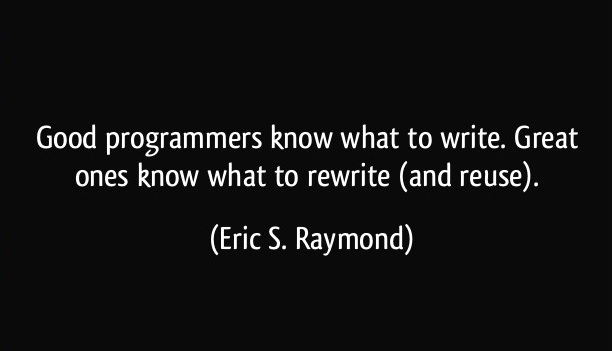 Good programmers know what to write. Great
ones know what to rewrite (and reuse).
(Eric S. Raymond)